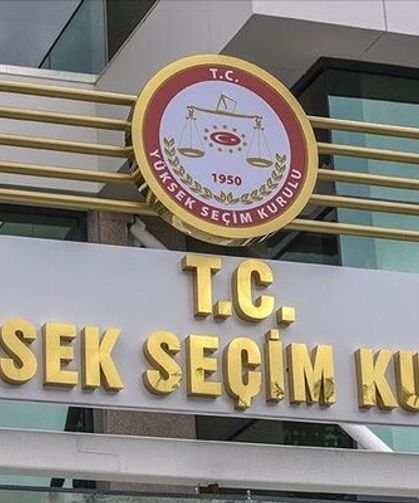 T.C.
1950
YÜKSEK SEÇİM KURULU
T.C.
SEK SEÇİM KU